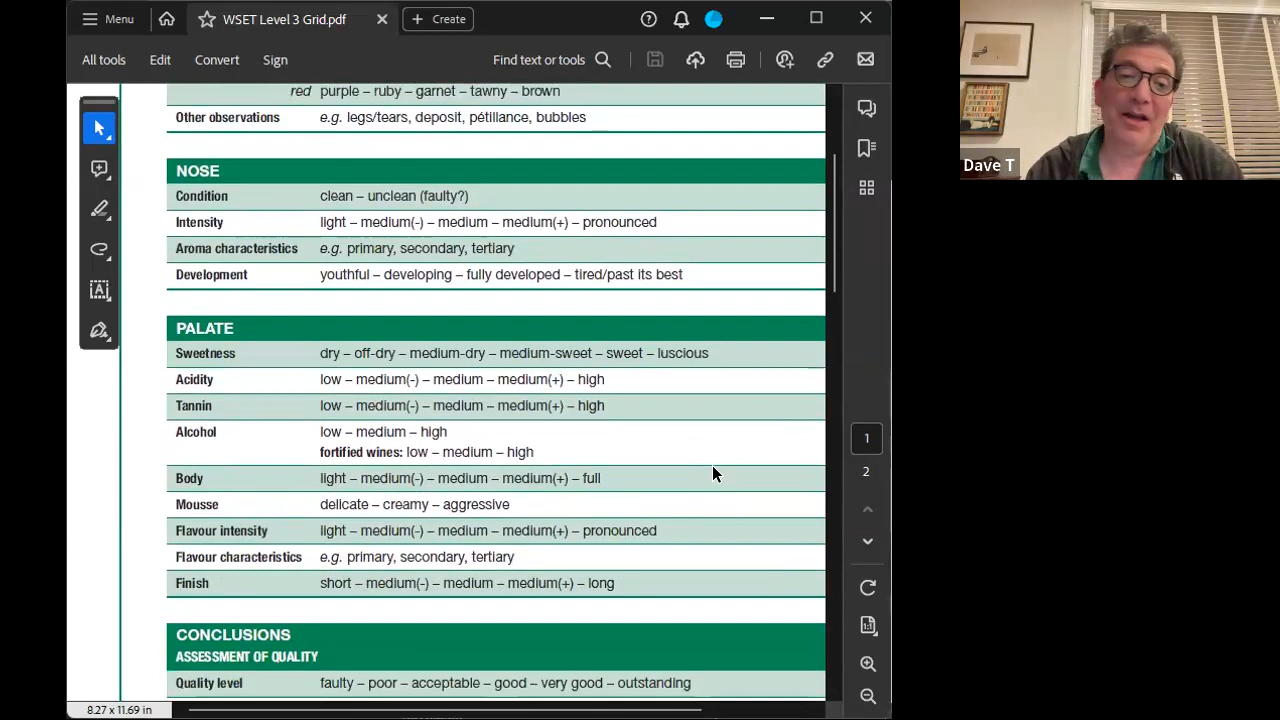 Menu
WSET Level 3 Grid.pdf
Create
All tools
Edit
Convert
Sign
Find text or tools
red purple – ruby – garnet – tawny – brown
Other observations e.g. legs/tears, deposit, pétillance, bubbles
NOSE
Condition clean – unclean (faulty?)
Intensity light – medium(-) – medium – medium(+) – pronounced
Aroma characteristics e.g. primary, secondary, tertiary
Development youthful – developing – fully developed – tired/past its best
PALATE
Sweetness dry – off-dry – medium-dry – medium-sweet – sweet – luscious
Acidity low – medium(-) – medium – medium(+) – high
Tannin low – medium(-) – medium – medium(+) – high
Alcohol low – medium – high
fortified wines: low – medium – high
Body light – medium(-) – medium – medium(+) – full
Mousse delicate – creamy – aggressive
Flavour intensity light – medium(-) – medium – medium(+) – pronounced
Flavour characteristics e.g. primary, secondary, tertiary
Finish short – medium(-) – medium – medium(+) – long
CONCLUSIONS
ASSESSMENT OF QUALITY
Quality level faulty – poor – acceptable – good – very good – outstanding
8.27 x 11.69 in
1
2
1:1
Dave T